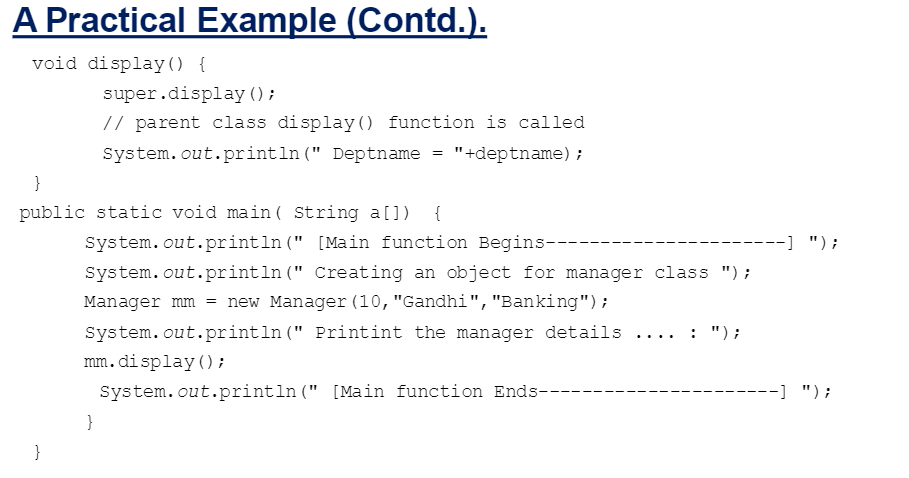 A Practical Example (Contd.).
void display() {
super.display();
// parent class display() function is called
System.out.println(" Deptname = "+deptname);
}
public static void main( String a[]) {
System.out.println(" [Main function Begins----------------------] ");
System.out.println(" Creating an object for manager class ");
Manager mm = new Manager(10,"Gandhi","Banking");
System.out.println(" Printint the manager details .... : ");
mm.display();
System.out.println(" [Main function Ends----------------------] ");
}
}